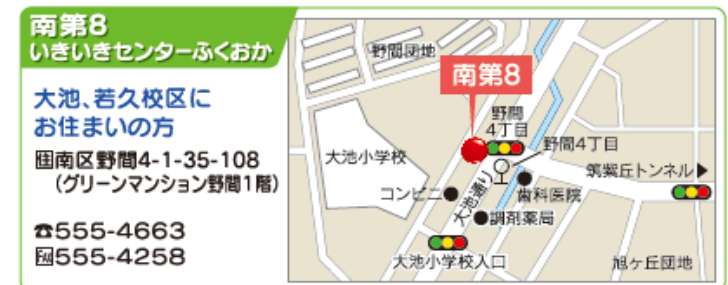 南第8
いきいきセンターふくおか
大池、若久校区に
お住まいの方
住南区野間4-1-35-108
(グリーンマンション野間1階)
☎555-4663
FAX555-4258
野間団地
南第8
野間
4丁目
野間4丁目
大池小学校
筑紫丘トンネル▶
コンビニ
大池通り
歯科医院
調剤薬局
大池小学校入口
旭ヶ丘団地